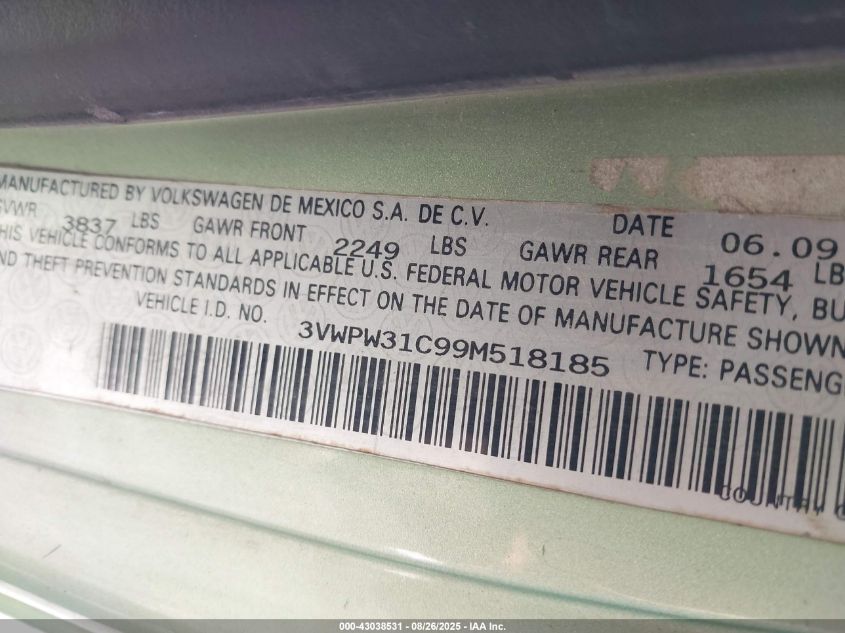 MANUFACTURED BY VOLKSWAGEN DE MEXICO S.A. DE C.V. DATE 06.09
GVWR 3837 LBS GAWR FRONT 2249 LBS GAWR REAR 1654 LB
THIS VEHICLE CONFORMS TO ALL APPLICABLE U.S. FEDERAL MOTOR VEHICLE SAFETY, BU
AND THEFT PREVENTION STANDARDS IN EFFECT ON THE DATE OF MANUFACTURE SHOWN
VEHICLE I.D. NO. 3VWPW31C99M518185 TYPE: PASSENG
COUNTRY O
000-43038531 - 08/26/2025 - IAA Inc.